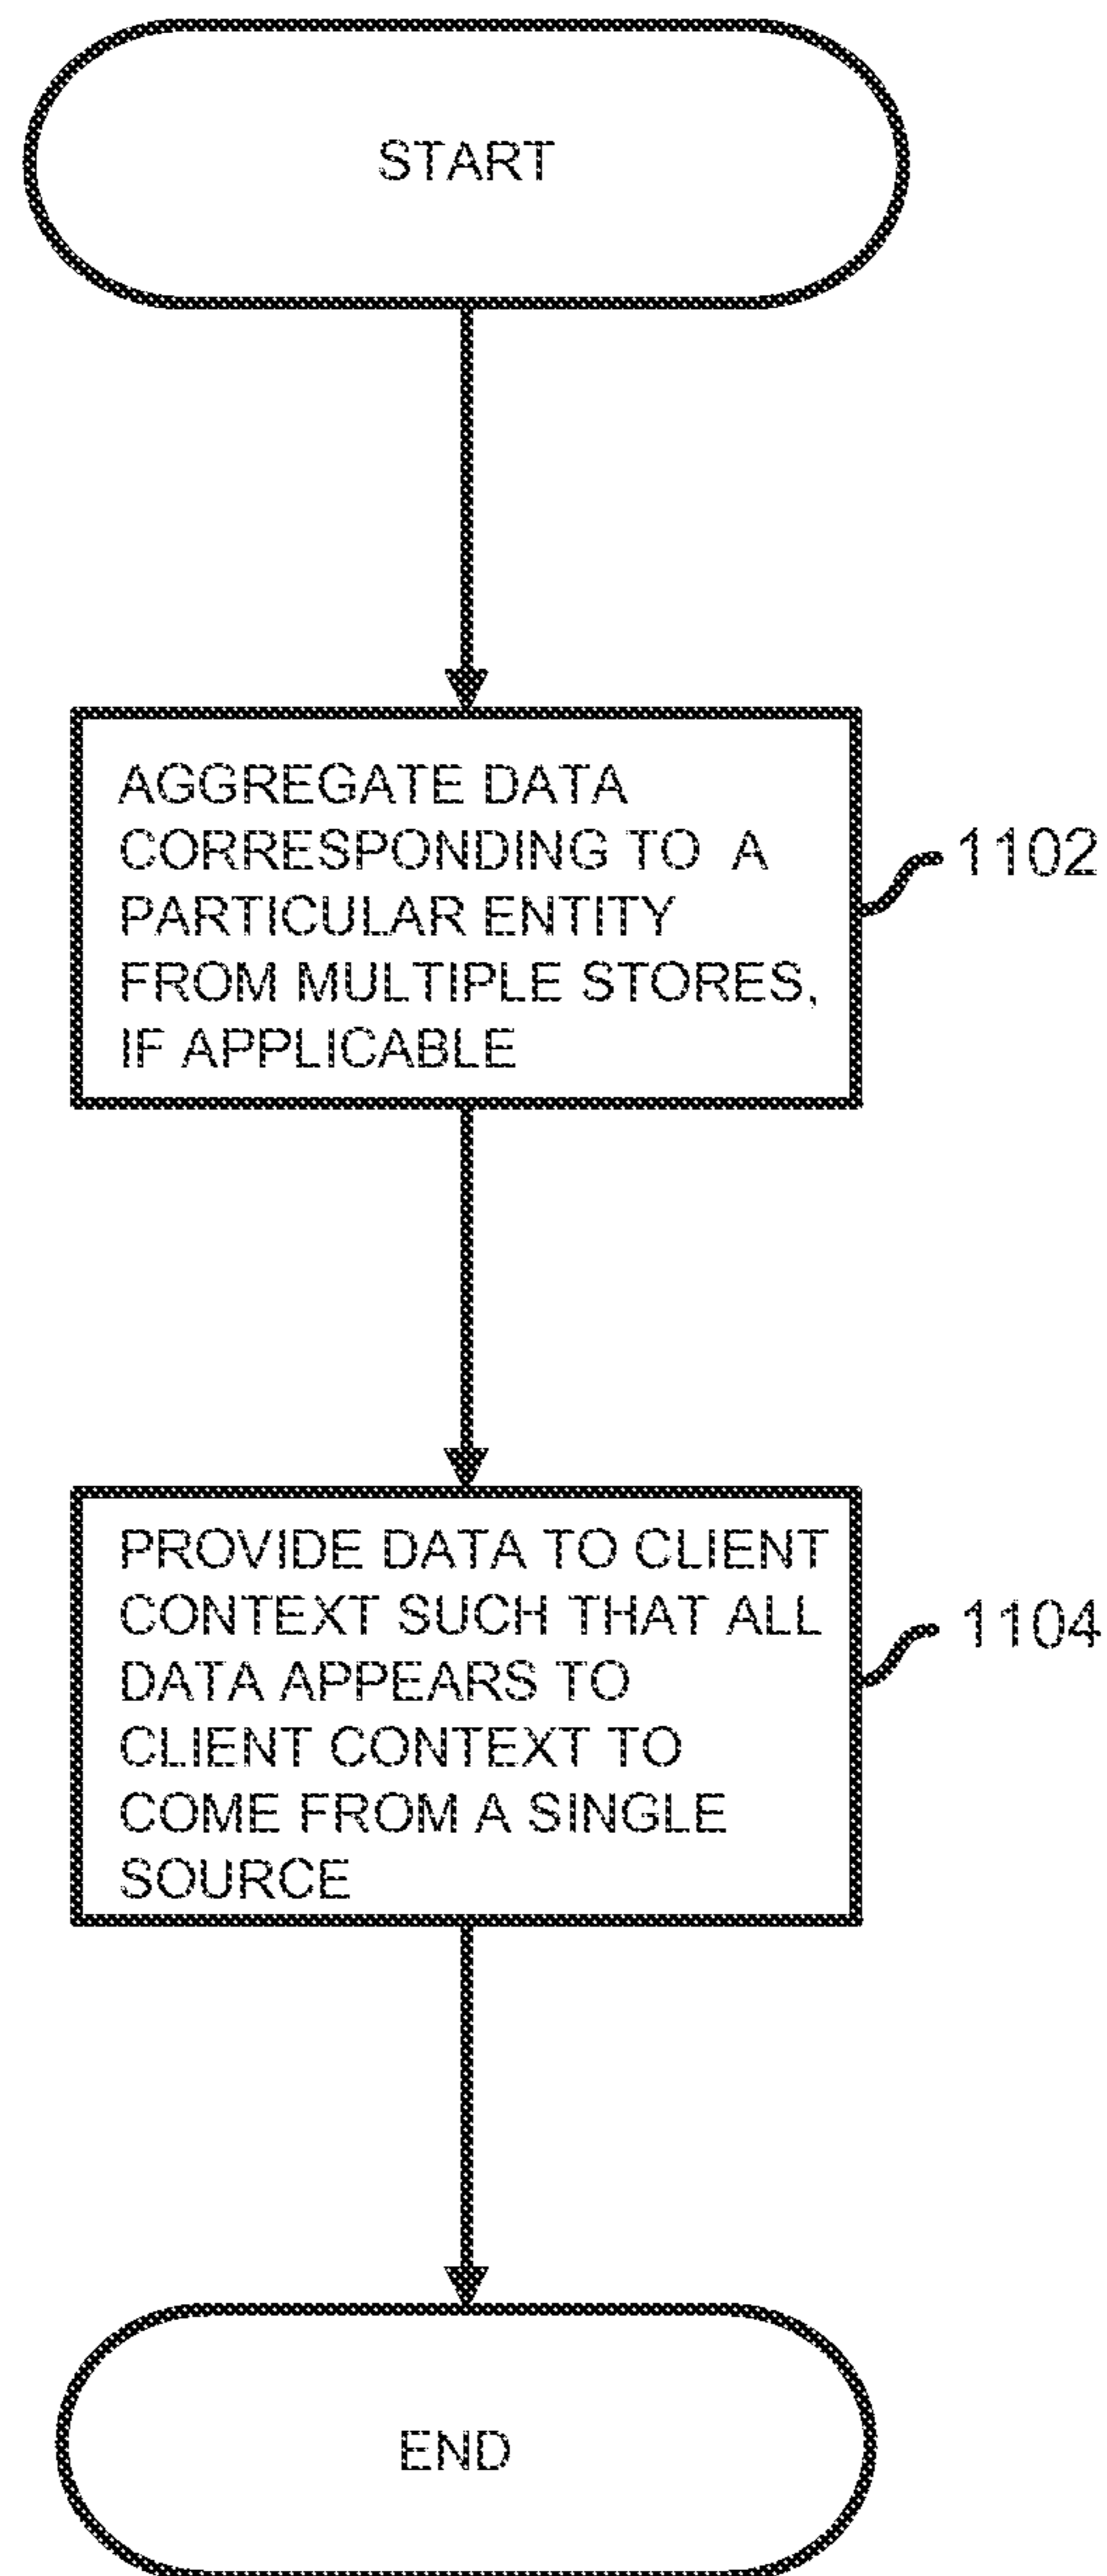 START
AGGREGATE DATA
CORRESPONDING TO A
PARTICULAR ENTITY
FROM MULTIPLE STORES,
IF APPLICABLE
1102
PROVIDE DATA TO CLIENT
CONTEXT SUCH THAT ALL
DATA APPEARS TO
CLIENT CONTEXT TO
COME FROM A SINGLE
SOURCE
1104
END